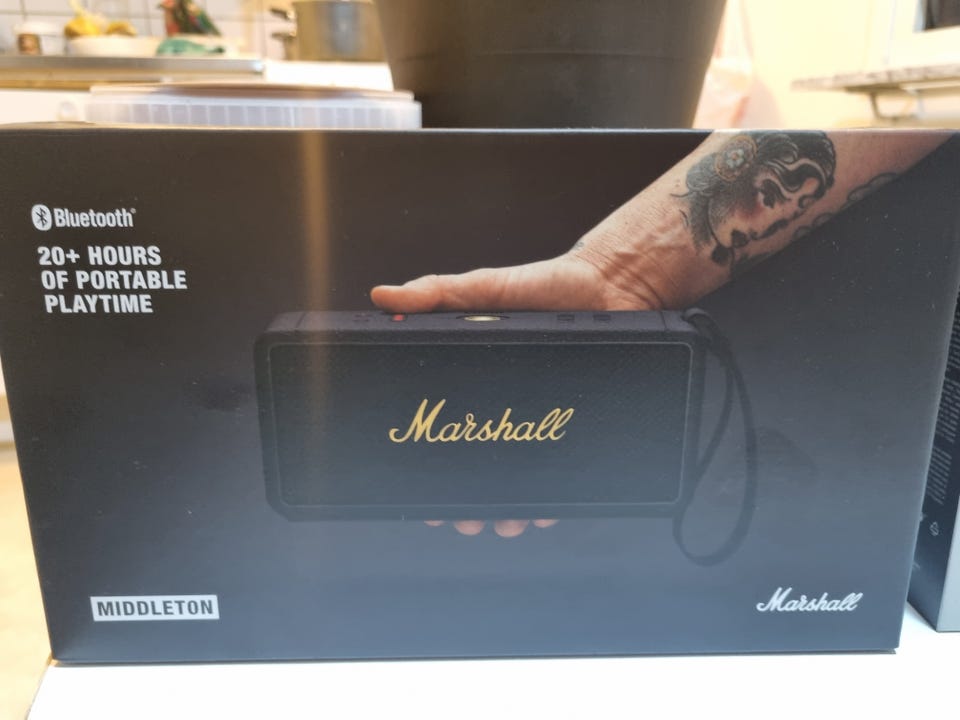 Bluetooth®
20+ HOURS
OF PORTABLE
PLAYTIME
Marshall
MIDDLETON
Marshall